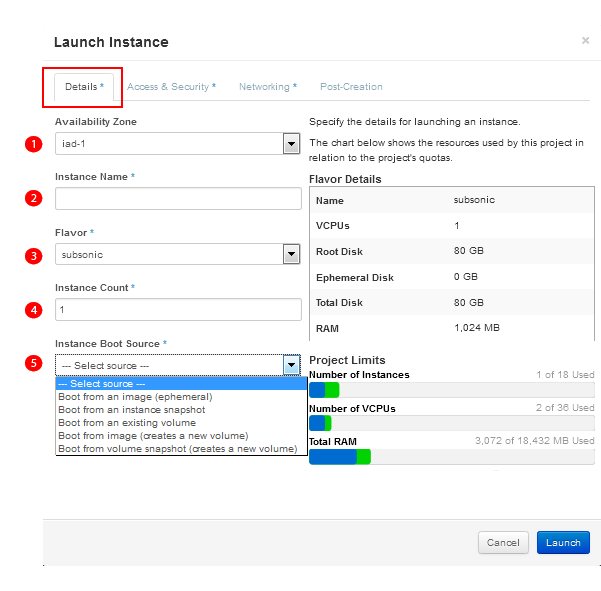 Launch Instance
×
Details *
Access & Security *
Networking *
Post-Creation
Availability Zone
1
iad-1
Instance Name *
2
Flavor *
3
subsonic
Instance Count *
4
1
Instance Boot Source *
5
--- Select source ---
--- Select source ---
Boot from an image (ephemeral)
Boot from an instance snapshot
Boot from an existing volume
Boot from image (creates a new volume)
Boot from volume snapshot (creates a new volume)
Specify the details for launching an instance.
The chart below shows the resources used by this project in
relation to the project's quotas.
Flavor Details
Name subsonic
VCPUs 1
Root Disk 80 GB
Ephemeral Disk 0 GB
Total Disk 80 GB
RAM 1,024 MB
Project Limits
Number of Instances 1 of 18 Used
Number of VCPUs 2 of 36 Used
Total RAM 3,072 of 18,432 MB Used
Cancel
Launch